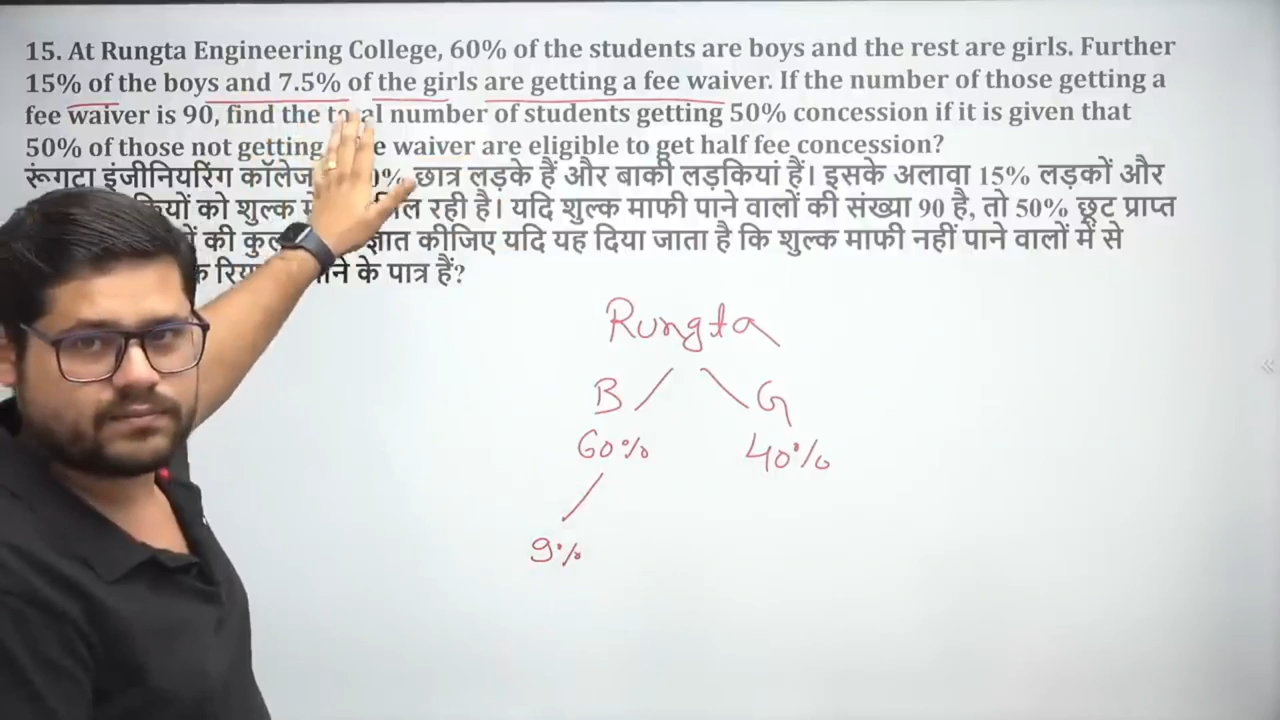 15. At Rungta Engineering College, 60% of the students are boys and the rest are girls. Further
15% of the boys and 7.5% of the girls are getting a fee waiver. If the number of those getting a
fee waiver is 90, find the number of students getting 50% concession if it is given that
50% of those not getting waiver are eligible to get half fee concession?
रूंगटा इंजीनियरिंग कॉलेज छात्र लड़के हैं और बाकी लड़कियां हैं। इसके अलावा 15% लड़कों और
को शुल्क रही है। यदि शुल्क माफी पाने वालों की संख्या 90 है, तो 50% छूट प्राप्त
की कीजिए यदि यह दिया जाता है कि शुल्क माफी नहीं पाने वालों में से
के पात्र हैं?
Rungta
B G
60% 40%
9%